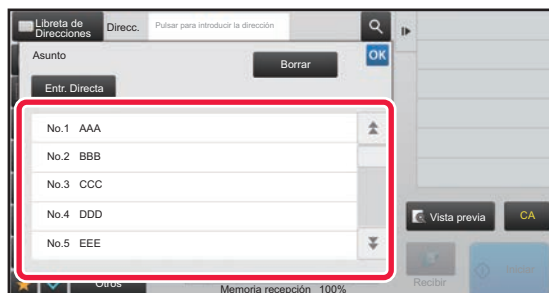 Libreta de
Direcciones
Direcc.
Pulsar para introducir la dirección
Asunto
Borrar
OK
Entr. Directa
No.1 AAA
No.2 BBB
No.3 CCC
No.4 DDD
No.5 EEE
Vista previa
CA
Otros
Memoria recepción 100%
Recibir
Iniciar